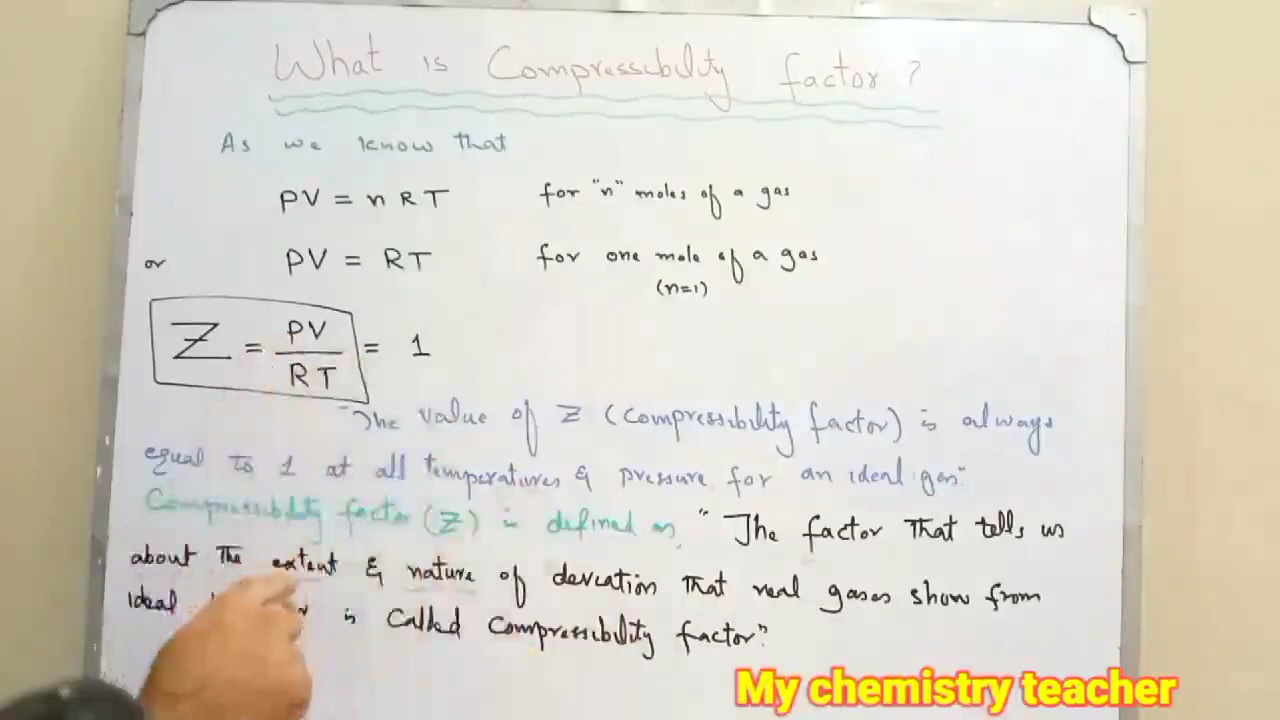 What is Compressibility factor?
As we know that
PV = n RT for "n" moles of a gas
or PV = RT for one mole of a gas
(n=1)
Z = PV / RT = 1
"The value of Z (Compressibility factor) is always
equal to 1 at all temperatures & pressure for an ideal gas"
Compressibility factor (Z) is defined as, "The factor that tells us
about The extent & nature of deviation that real gases show from
ideal is called Compressibility factor"
My chemistry teacher